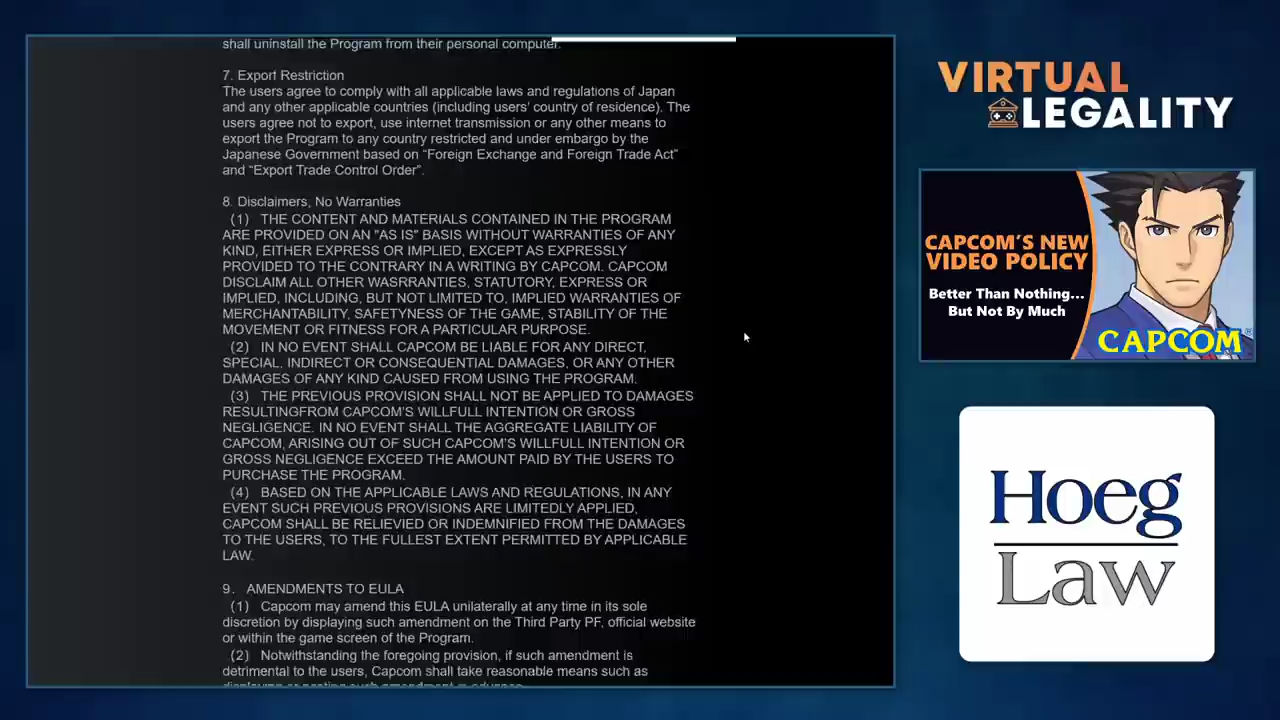 shall uninstall the Program from their personal computer.
7. Export Restriction
The users agree to comply with all applicable laws and regulations of Japan
and any other applicable countries (including users' country of residence). The
users agree not to export, use internet transmission or any other means to
export the Program to any country restricted and under embargo by the
Japanese Government based on “Foreign Exchange and Foreign Trade Act”
and “Export Trade Control Order”.
8. Disclaimers, No Warranties
(1) THE CONTENT AND MATERIALS CONTAINED IN THE PROGRAM
ARE PROVIDED ON AN "AS IS" BASIS WITHOUT WARRANTIES OF ANY
KIND, EITHER EXPRESS OR IMPLIED, EXCEPT AS EXPRESSLY
PROVIDED TO THE CONTRARY IN A WRITING BY CAPCOM. CAPCOM
DISCLAIM ALL OTHER WASRRANTIES, STATUTORY, EXPRESS OR
IMPLIED, INCLUDING, BUT NOT LIMITED TO, IMPLIED WARRANTIES OF
MERCHANTABILITY, SAFETYNESS OF THE GAME, STABILITY OF THE
MOVEMENT OR FITNESS FOR A PARTICULAR PURPOSE.
(2) IN NO EVENT SHALL CAPCOM BE LIABLE FOR ANY DIRECT,
SPECIAL, INDIRECT OR CONSEQUENTIAL DAMAGES, OR ANY OTHER
DAMAGES OF ANY KIND CAUSED FROM USING THE PROGRAM.
(3) THE PREVIOUS PROVISION SHALL NOT BE APPLIED TO DAMAGES
RESULTINGFROM CAPCOM'S WILLFULL INTENTION OR GROSS
NEGLIGENCE. IN NO EVENT SHALL THE AGGREGATE LIABILITY OF
CAPCOM, ARISING OUT OF SUCH CAPCOM'S WILLFULL INTENTION OR
GROSS NEGLIGENCE EXCEED THE AMOUNT PAID BY THE USERS TO
PURCHASE THE PROGRAM.
(4) BASED ON THE APPLICABLE LAWS AND REGULATIONS, IN ANY
EVENT SUCH PREVIOUS PROVISIONS ARE LIMITEDLY APPLIED,
CAPCOM SHALL BE RELIEVIED OR INDEMNIFIED FROM THE DAMAGES
TO THE USERS, TO THE FULLEST EXTENT PERMITTED BY APPLICABLE
LAW.
9. AMENDMENTS TO EULA
(1) Capcom may amend this EULA unilaterally at any time in its sole
discretion by displaying such amendment on the Third Party PF, official website
or within the game screen of the Program.
(2) Notwithstanding the foregoing provision, if such amendment is
detrimental to the users, Capcom shall take reasonable means such as
displaying or posting such amendment in advance.
VIRTUAL
LEGALITY
CAPCOM'S NEW
VIDEO POLICY
Better Than Nothing...
But Not By Much
CAPCOM
Hoeg
Law